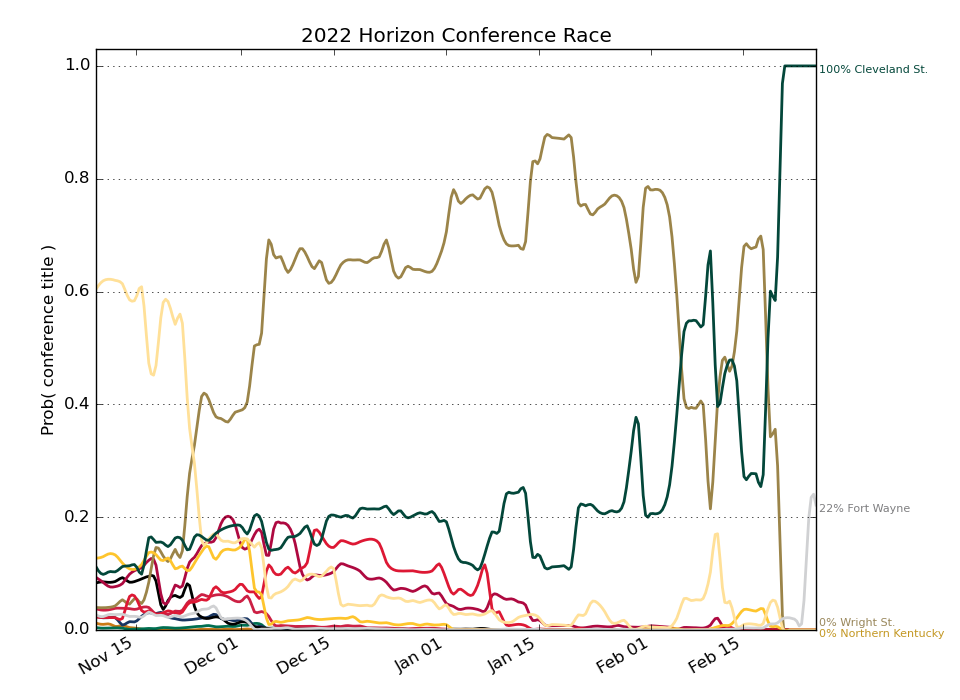 2022 Horizon Conference Race
Prob( conference title )
1.0
0.8
0.6
0.4
0.2
0.0
Nov 15
Dec 01
Dec 15
Jan 01
Jan 15
Feb 01
Feb 15
100% Cleveland St.
22% Fort Wayne
0% Wright St.
0% Northern Kentucky